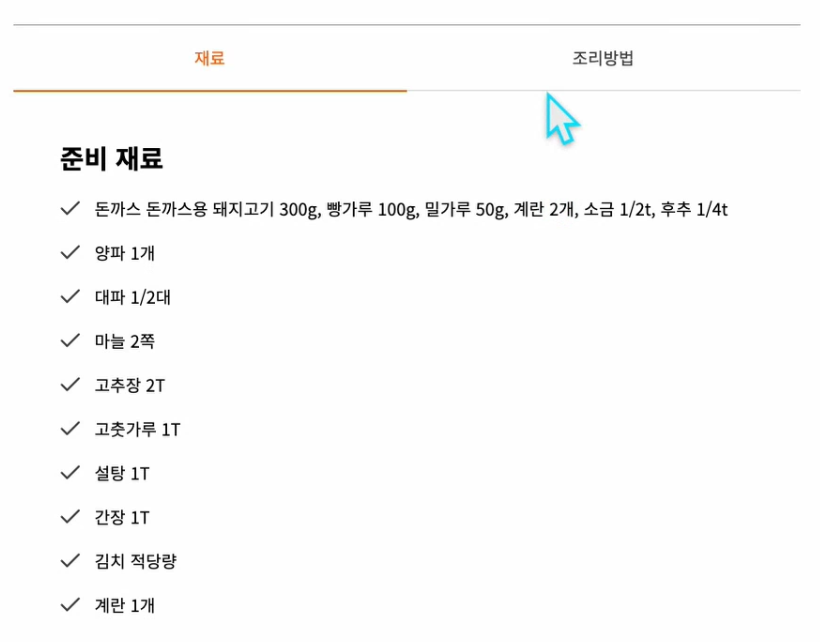 재료
조리방법
준비 재료
돈까스 돈까스용 돼지고기 300g, 빵가루 100g, 밀가루 50g, 계란 2개, 소금 1/2t, 후추 1/4t
양파 1개
대파 1/2대
마늘 2쪽
고추장 2T
고춧가루 1T
설탕 1T
간장 1T
김치 적당량
계란 1개